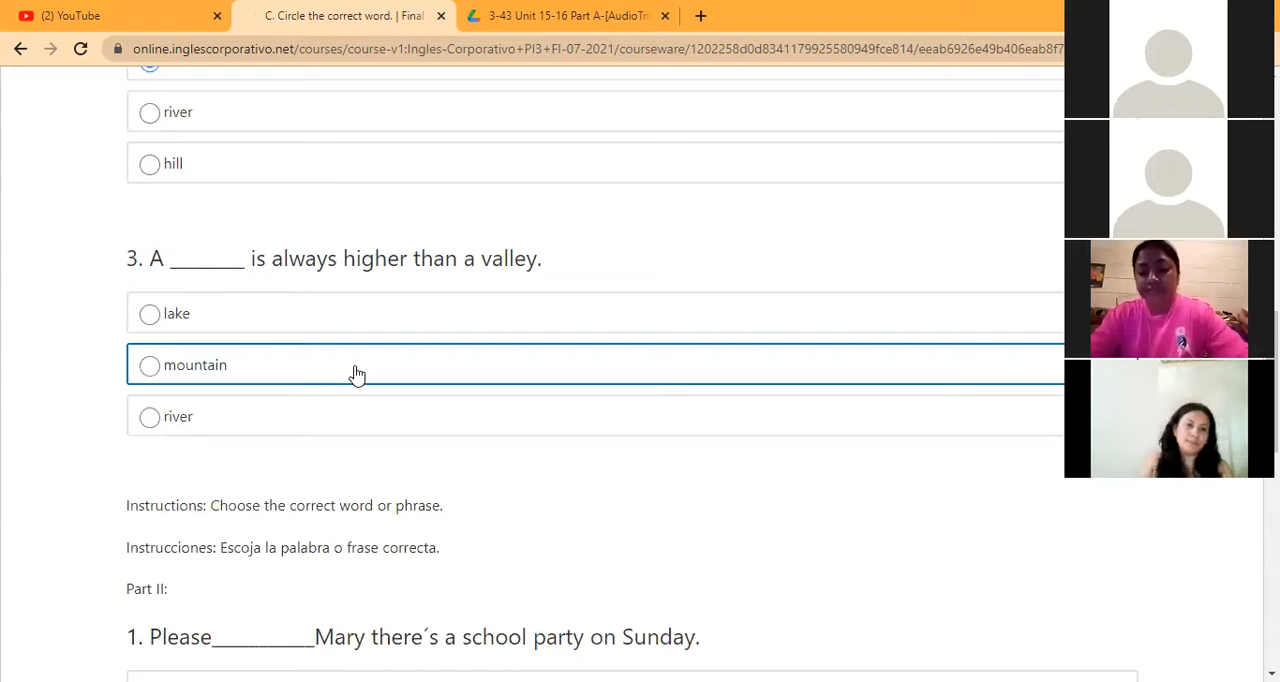 (2) YouTube
C. Circle the correct word. | Final
3-43 Unit 15-16 Part A-[AudioTr
online.inglescorporativo.net/courses/course-v1:Ingles-Corporativo+PI3+FI-07-2021/courseware/1202258d0d8341179925580949fce814/eeab6926e49b406eab8f7
river
hill
3. A ________ is always higher than a valley.
lake
mountain
river
Instructions: Choose the correct word or phrase.
Instrucciones: Escoja la palabra o frase correcta.
Part II:
1. Please___________Mary there´s a school party on Sunday.